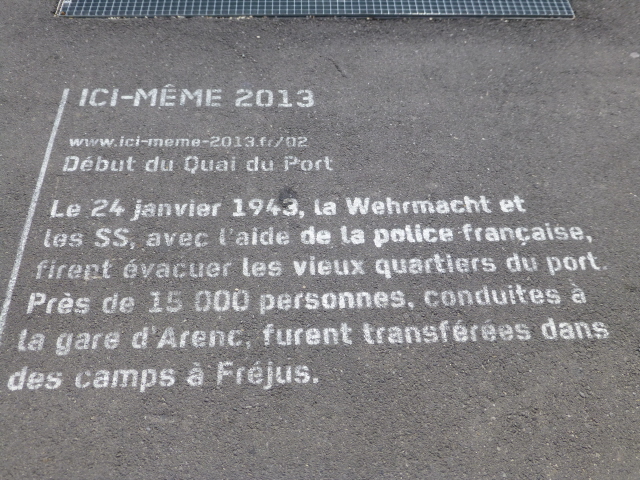 ICI-MÊME 2013
www.ici-meme-2013.fr/02
Début du Quai du Port
Le 24 janvier 1943, la Wehrmacht et
les SS, avec l'aide de la police française,
firent évacuer les vieux quartiers du port.
Près de 15 000 personnes, conduites à
la gare d'Arenc, furent transférées dans
des camps à Fréjus.